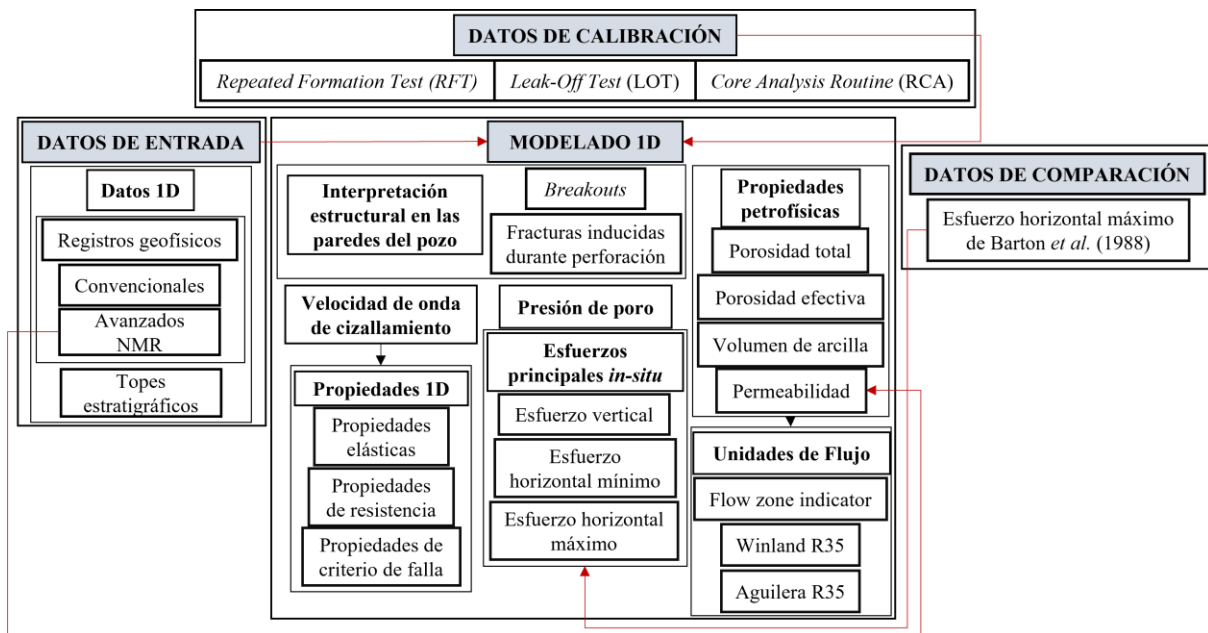 DATOS DE CALIBRACIÓN
Repeated Formation Test (RFT)
Leak-Off Test (LOT)
Core Analysis Routine (RCA)
DATOS DE ENTRADA
Datos 1D
Registros geofísicos
Convencionales
Avanzados
NMR
Topes
estratigráficos
MODELADO 1D
Interpretación
estructural en las
paredes del pozo
Breakouts
Fracturas inducidas
durante perforación
Velocidad de onda
de cizallamiento
Propiedades 1D
Propiedades
elásticas
Propiedades
de resistencia
Propiedades de
criterio de falla
Presión de poro
Esfuerzos
principales in-situ
Esfuerzo vertical
Esfuerzo
horizontal mínimo
Esfuerzo horizontal
máximo
Propiedades
petrofísicas
Porosidad total
Porosidad efectiva
Volumen de arcilla
Permeabilidad
Unidades de Flujo
Flow zone indicator
Winland R35
Aguilera R35
DATOS DE COMPARACIÓN
Esfuerzo horizontal máximo
de Barton et al. (1988)